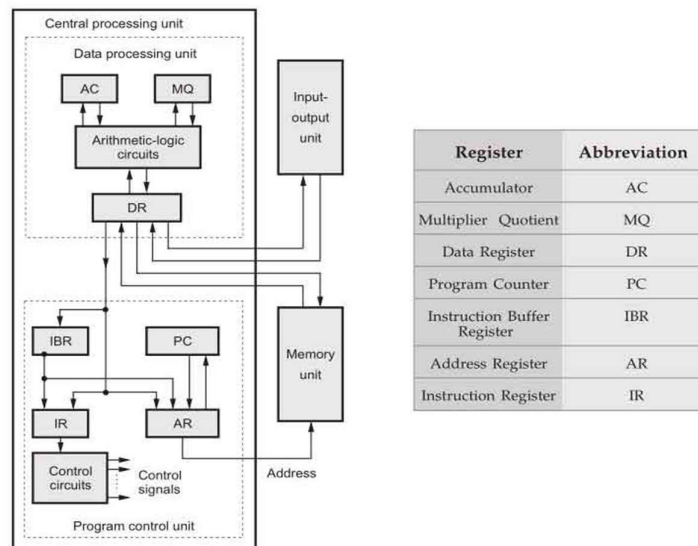 Central processing unit
Data processing unit
AC
MQ
Arithmetic-logic
circuits
DR
Input-
output
unit
IBR
PC
Memory
unit
IR
AR
Control
circuits
Control
signals
Address
Program control unit
Register Abbreviation
Accumulator AC
Multiplier Quotient MQ
Data Register DR
Program Counter PC
Instruction Buffer IBR
Register
Address Register AR
Instruction Register IR